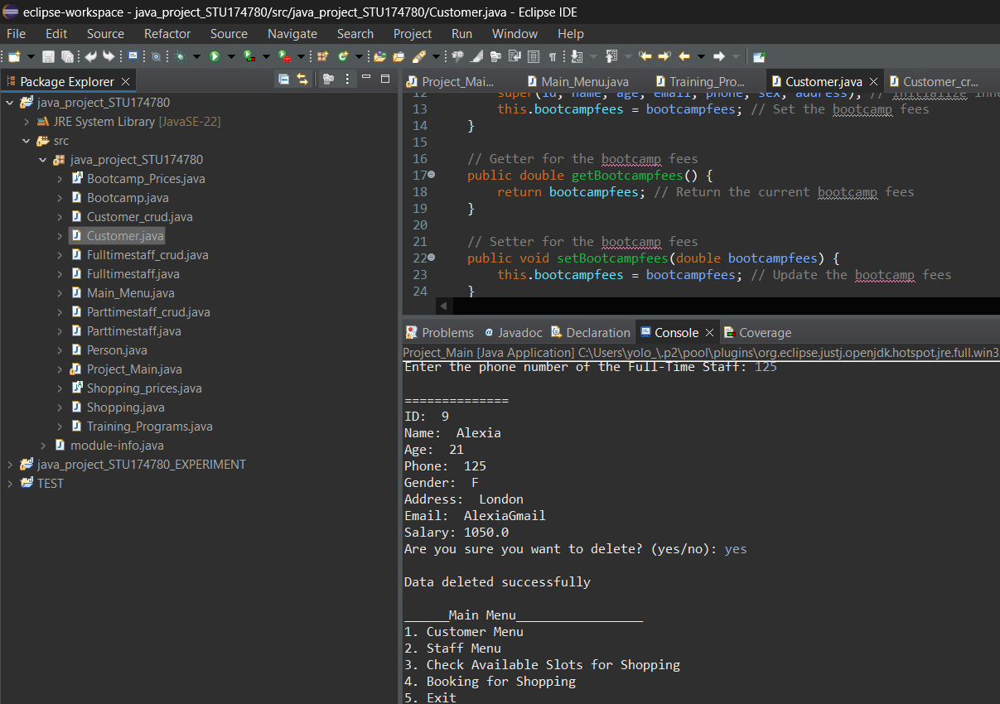 eclipse-workspace - java_project_STU174780/src/java_project_STU174780/Customer.java - Eclipse IDE
File Edit Source Refactor Source Navigate Search Project Run Window Help
Package Explorer
java_project_STU174780
JRE System Library [JavaSE-22]
src
java_project_STU174780
Bootcamp_Prices.java
Bootcamp.java
Customer_crud.java
Customer.java
Fulltimestaff_crud.java
Fulltimestaff.java
Main_Menu.java
Parttimestaff_crud.java
Parttimestaff.java
Person.java
Project_Main.java
Shopping_prices.java
Shopping.java
Training_Programs.java
module-info.java
java_project_STU174780_EXPERIMENT
TEST
Project_Mai... Main_Menu.java Training_Pro... Customer.java Customer_cr...
12 super(id, name, age, email, phone, sex, address); // Initialize inhe
13 this.bootcampfees = bootcampfees; // Set the bootcamp fees
14 }
15
16 // Getter for the bootcamp fees
17 public double getBootcampfees() {
18 return bootcampfees; // Return the current bootcamp fees
19 }
20
21 // Setter for the bootcamp fees
22 public void setBootcampfees(double bootcampfees) {
23 this.bootcampfees = bootcampfees; // Update the bootcamp fees
24 }
Problems Javadoc Declaration Console Coverage
Project_Main [Java Application] C:\Users\yolo_\.p2\pool\plugins\org.eclipse.justj.openjdk.hotspot.jre.full.win3
Enter the phone number of the Full-Time Staff: 125
==============
ID:  9
Name:  Alexia
Age:  21
Phone:  125
Gender:  F
Address:  London
Email:  AlexiaGmail
Salary: 1050.0
Are you sure you want to delete? (yes/no): yes
Data deleted successfully
______Main Menu_________________
1. Customer Menu
2. Staff Menu
3. Check Available Slots for Shopping
4. Booking for Shopping
5. Exit